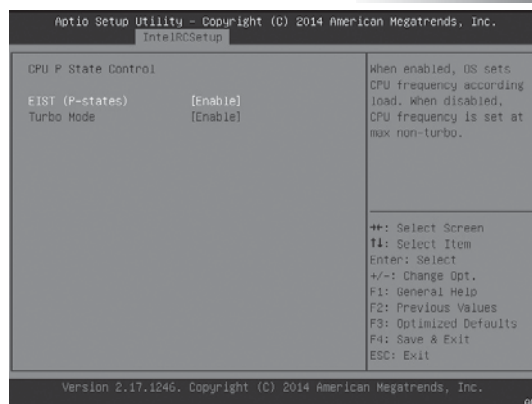 Aptio Setup Utility - Copyright (C) 2014 American Megatrends, Inc.
IntelRCSetup
CPU P State Control
EIST (P-states) [Enable]
Turbo Mode [Enable]
When enabled, OS sets
CPU frequency according
load. When disabled,
CPU frequency is set at
max non-turbo.
→←: Select Screen
↑↓: Select Item
Enter: Select
+/-: Change Opt.
F1: General Help
F2: Previous Values
F3: Optimized Defaults
F4: Save & Exit
ESC: Exit
Version 2.17.1246. Copyright (C) 2014 American Megatrends, Inc.